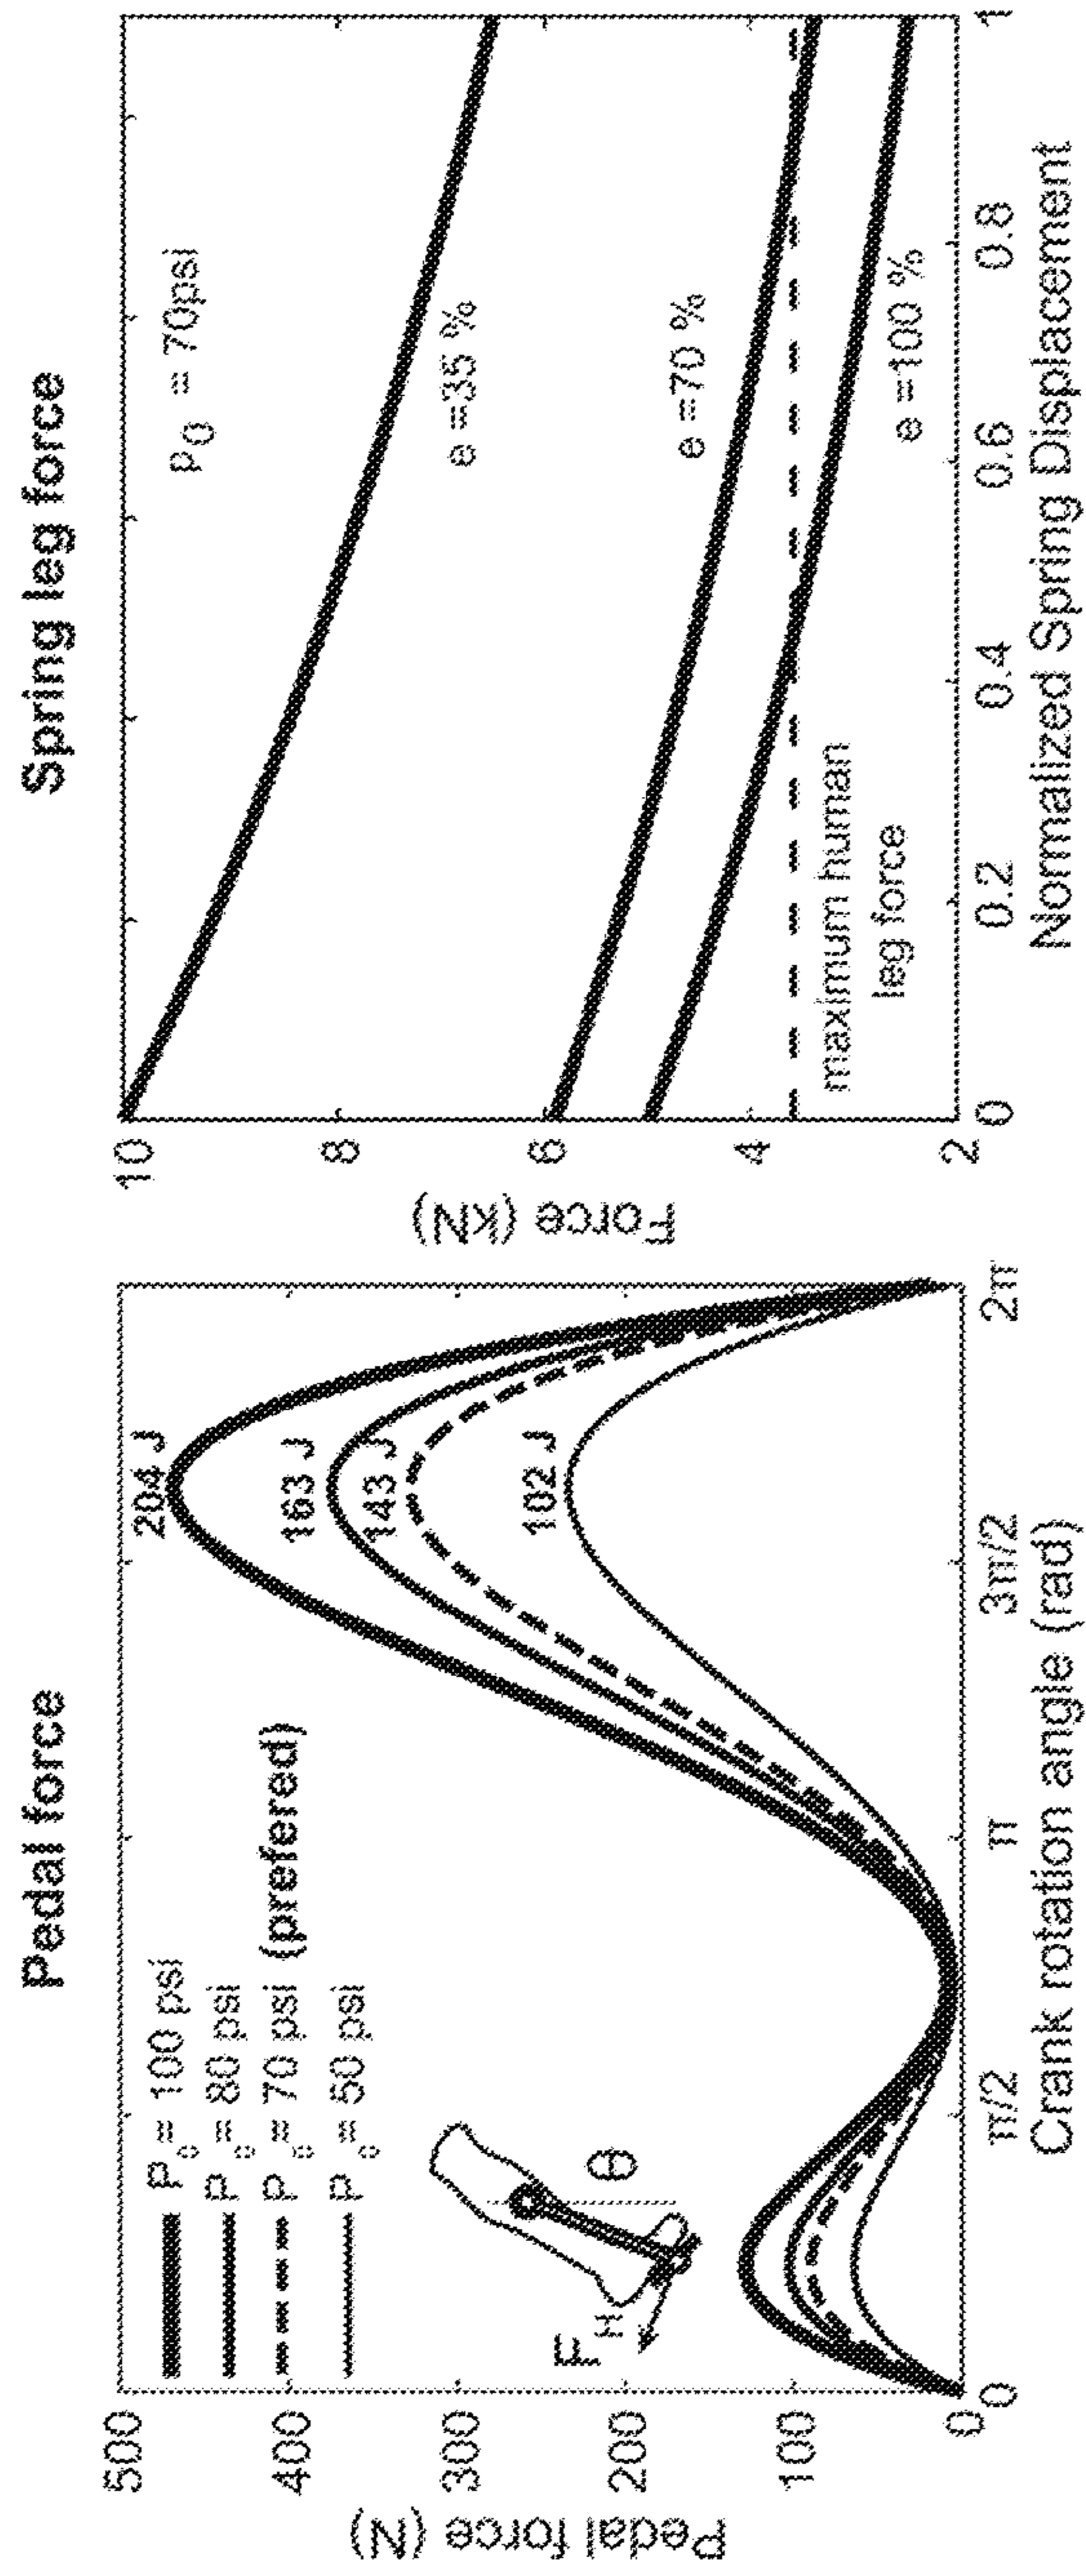 Pedal force
P₀ = 100 psi
P₀ = 80 psi
P₀ = 70 psi (prefered)
P₀ = 50 psi
204 J
163 J
143 J
102 J
F_H
θ
500
400
300
200
100
0
Pedal force (N)
0
π/2
π
3π/2
2π
Crank rotation angle (rad)
Spring leg force
p₀ = 70psi
e =35 %
e =70 %
e =100 %
maximum human
leg force
10
8
6
4
2
Force (kN)
0
0.2
0.4
0.6
0.8
1
Normalized Spring Displacement